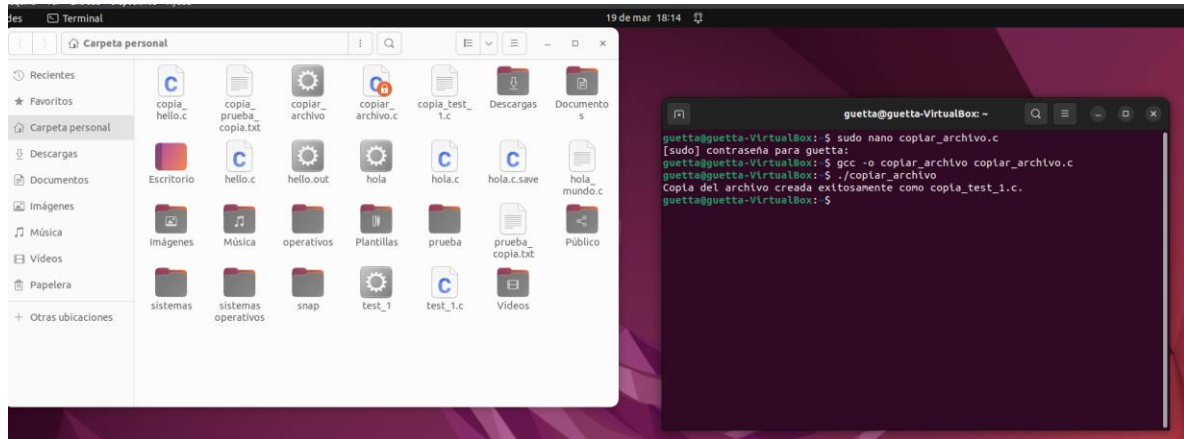 des Terminal 19 de mar 18:14
Carpeta personal
Recientes
Favoritos
Carpeta personal
Descargas
Documentos
Imágenes
Música
Vídeos
Papelera
+ Otras ubicaciones
copia_
hello.c
copia_
prueba_
copia.txt
copiar_
archivo
copiar_
archivo.c
copia_test_
1.c
Descargas
Documento
s
Escritorio
hello.c
hello.out
hola
hola.c
hola.c.save
hola_
mundo.c
Imágenes
Música
operativos
Plantillas
prueba
prueba_
copia.txt
Público
sistemas
sistemas
operativos
snap
test_1
test_1.c
Vídeos
guetta@guetta-VirtualBox: ~
guetta@guetta-VirtualBox:~$ sudo nano copiar_archivo.c
[sudo] contraseña para guetta:
guetta@guetta-VirtualBox:~$ gcc -o copiar_archivo copiar_archivo.c
guetta@guetta-VirtualBox:~$ ./copiar_archivo
Copia del archivo creada exitosamente como copia_test_1.c.
guetta@guetta-VirtualBox:~$